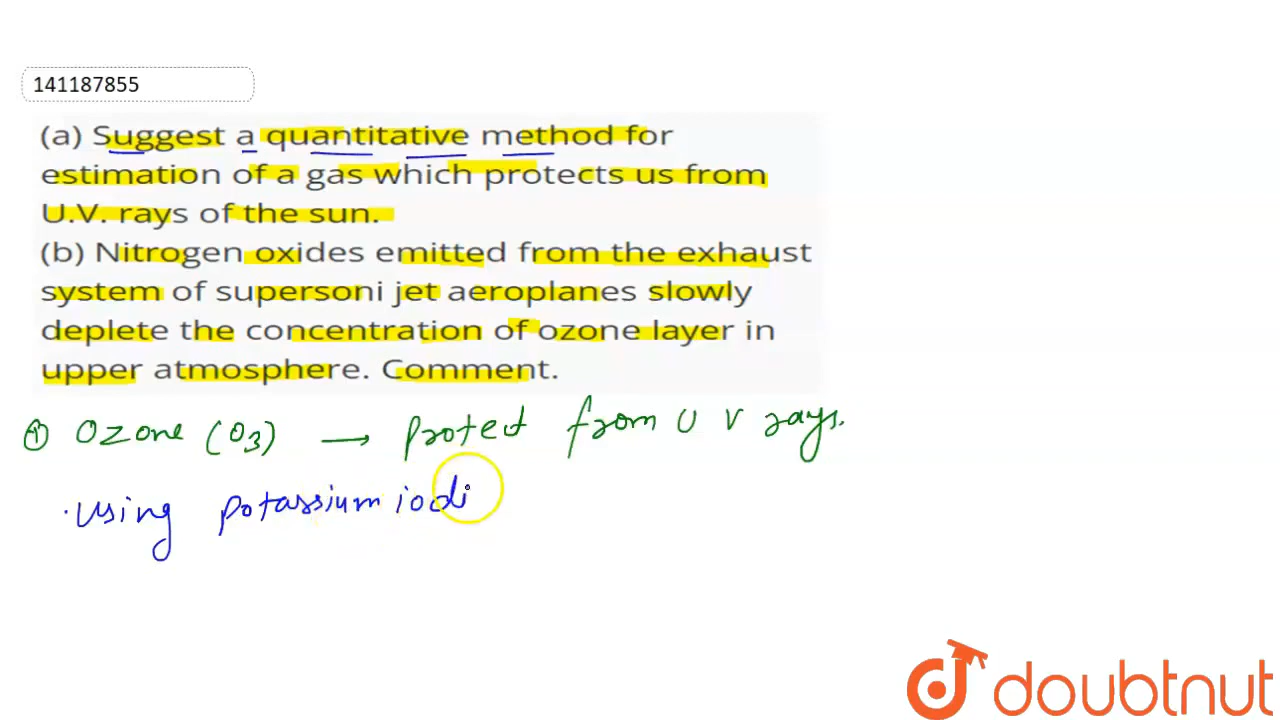 141187855
(a) Suggest a quantitative method for
estimation of a gas which protects us from
U.V. rays of the sun.
(b) Nitrogen oxides emitted from the exhaust
system of supersoni jet aeroplanes slowly
deplete the concentration of ozone layer in
upper atmosphere. Comment.
① Ozone (O3) → Protect from U V rays.
. Using potassium iodi
doubtnut